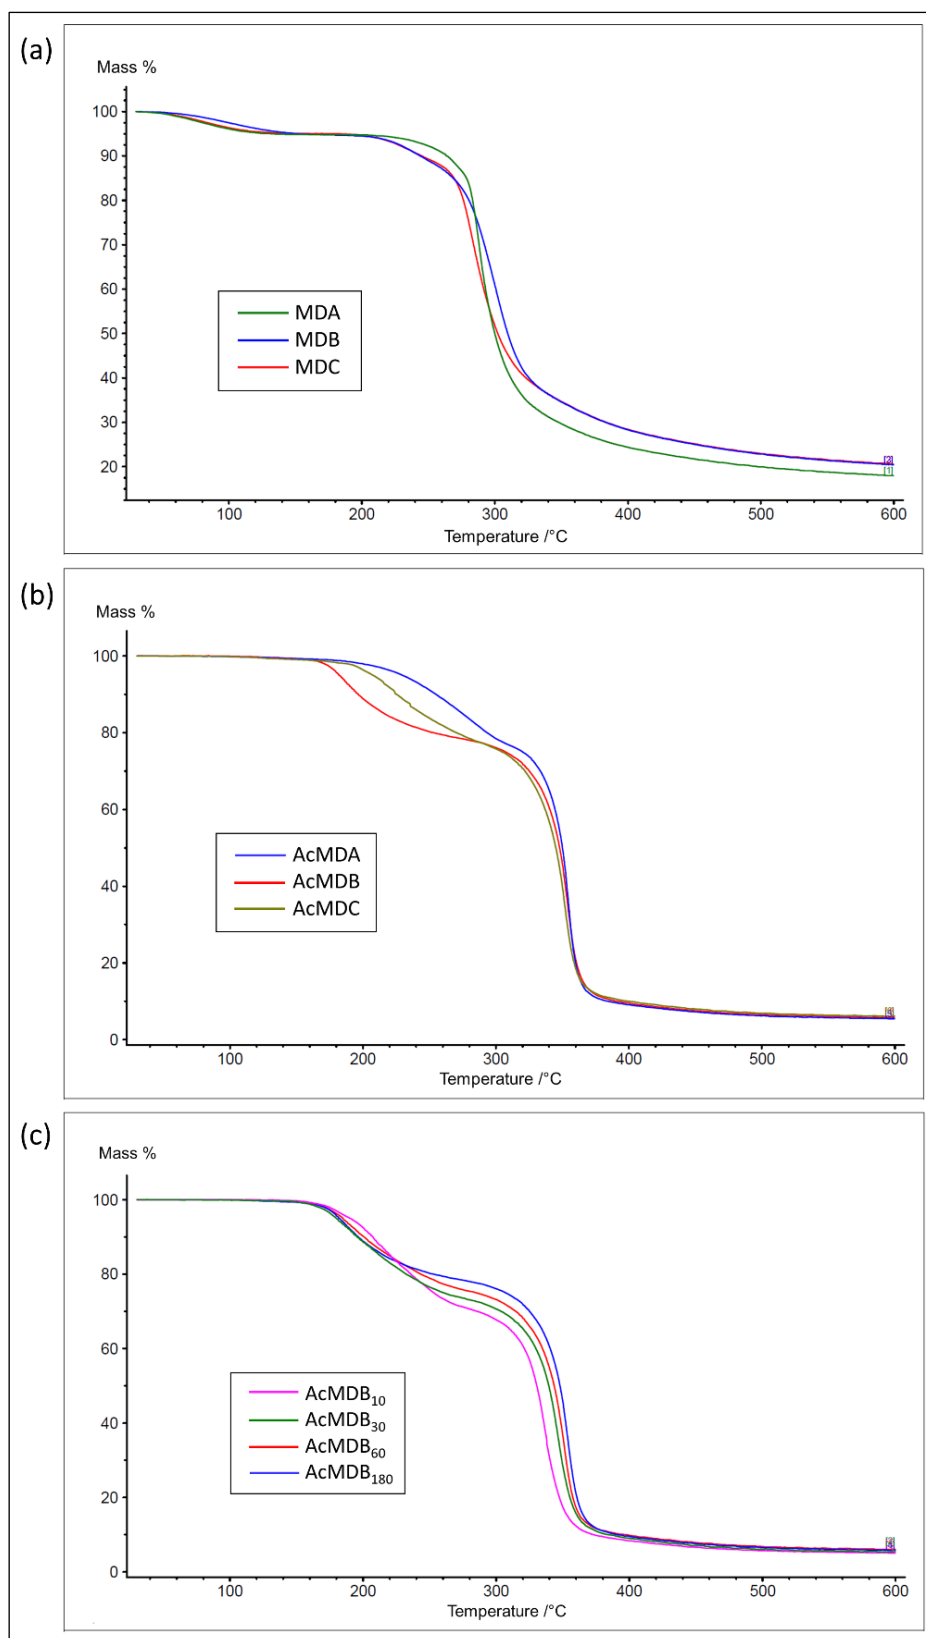 (a)
Mass %
100
90
80
70
60
50
40
30
20
MDA
MDB
MDC
[2]
[1]
100 200 300 400 500 600
Temperature /°C
(b)
Mass %
100
80
60
40
20
0
AcMDA
AcMDB
AcMDC
100 200 300 400 500 600
Temperature /°C
(c)
Mass %
100
80
60
40
20
0
AcMDB₁₀
AcMDB₃₀
AcMDB₆₀
AcMDB₁₈₀
100 200 300 400 500 600
Temperature /°C